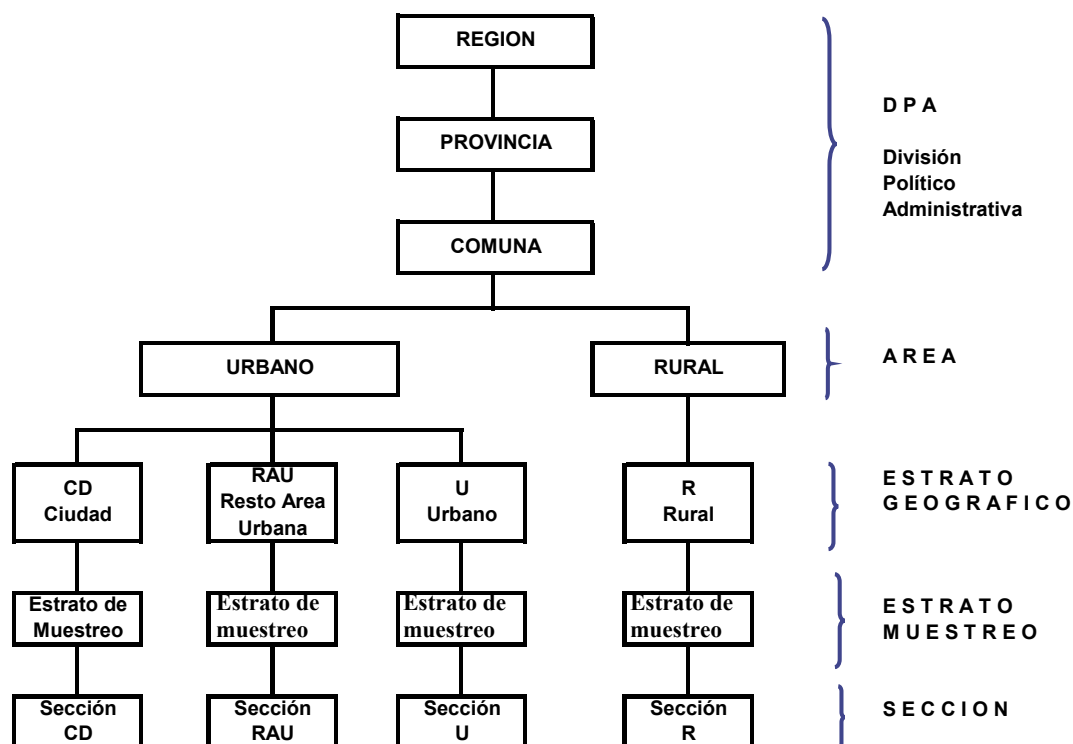 REGION
D P A
PROVINCIA
División
Político
Administrativa
COMUNA
URBANO
RURAL
A R E A
CD
Ciudad
RAU
Resto Area
Urbana
U
Urbano
R
Rural
E S T R A T O
G E O G R A F I C O
Estrato de
Muestreo
Estrato de
muestreo
Estrato de
muestreo
Estrato de
muestreo
E S T R A T O
M U E S T R E O
Sección
CD
Sección
RAU
Sección
U
Sección
R
S E C C I O N